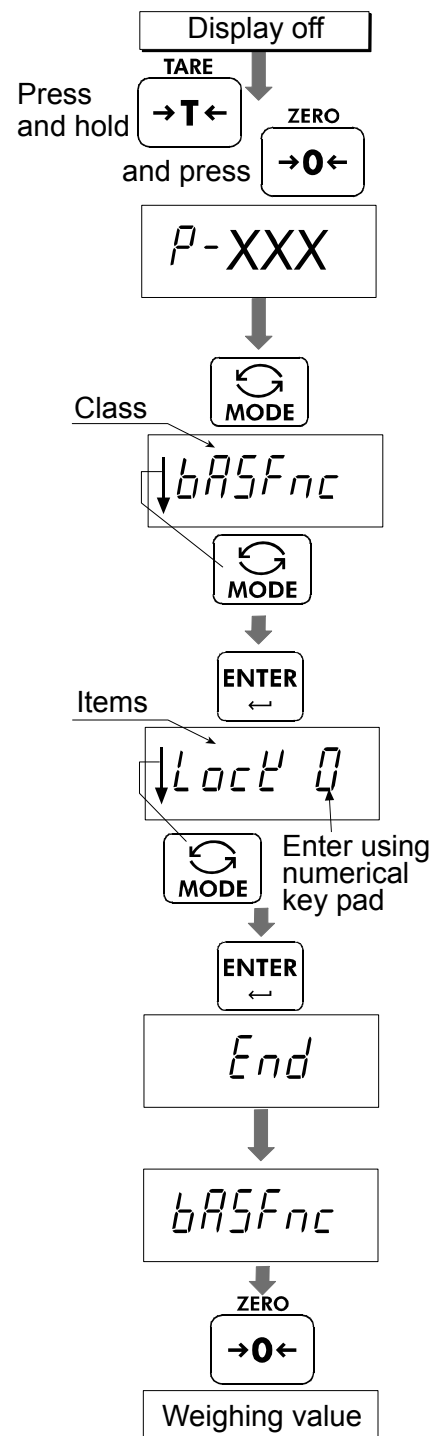 Display off
TARE
Press
and hold
→T←
ZERO
and press
→0←
P-XXX
MODE
Class
bASFnc
MODE
ENTER
Items
LocK 0
MODE
Enter using
numerical
key pad
ENTER
End
bASFnc
ZERO
→0←
Weighing value